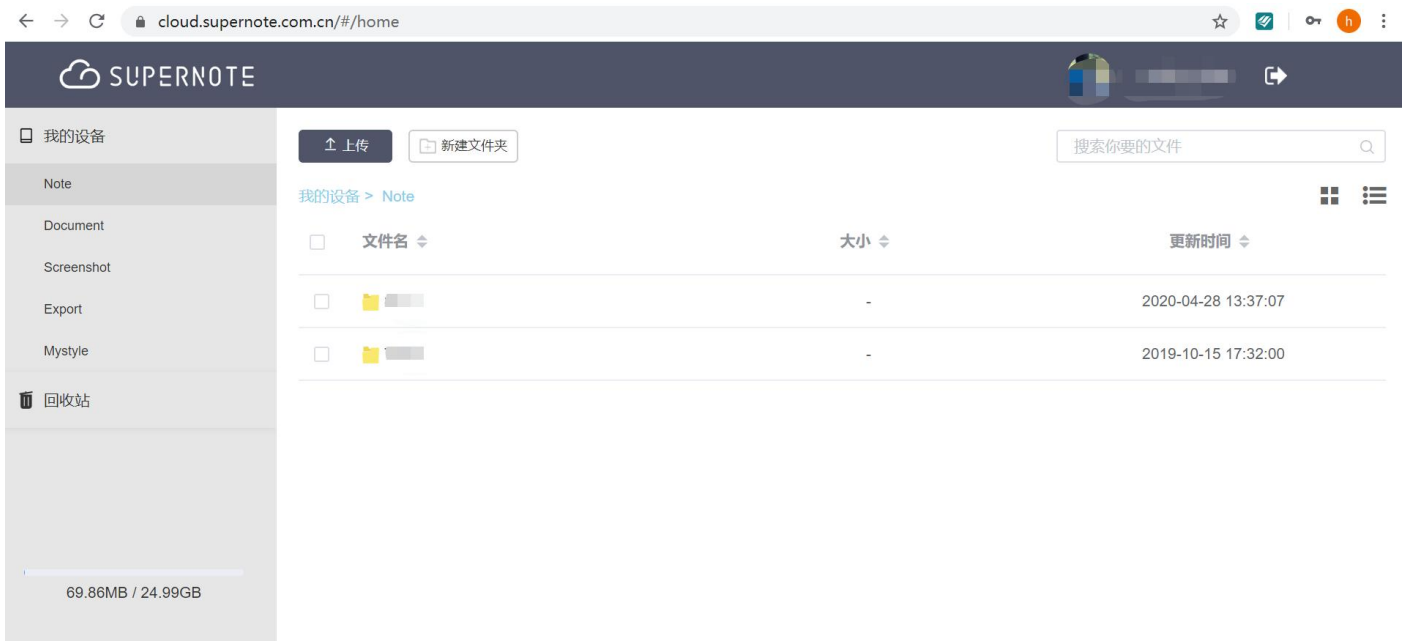 cloud.supernote.com.cn/#/home
h
SUPERNOTE
我的设备
Note
Document
Screenshot
Export
Mystyle
回收站
69.86MB / 24.99GB
上传 新建文件夹 搜索你要的文件
我的设备 > Note
文件名 大小 更新时间
- 2020-04-28 13:37:07
- 2019-10-15 17:32:00